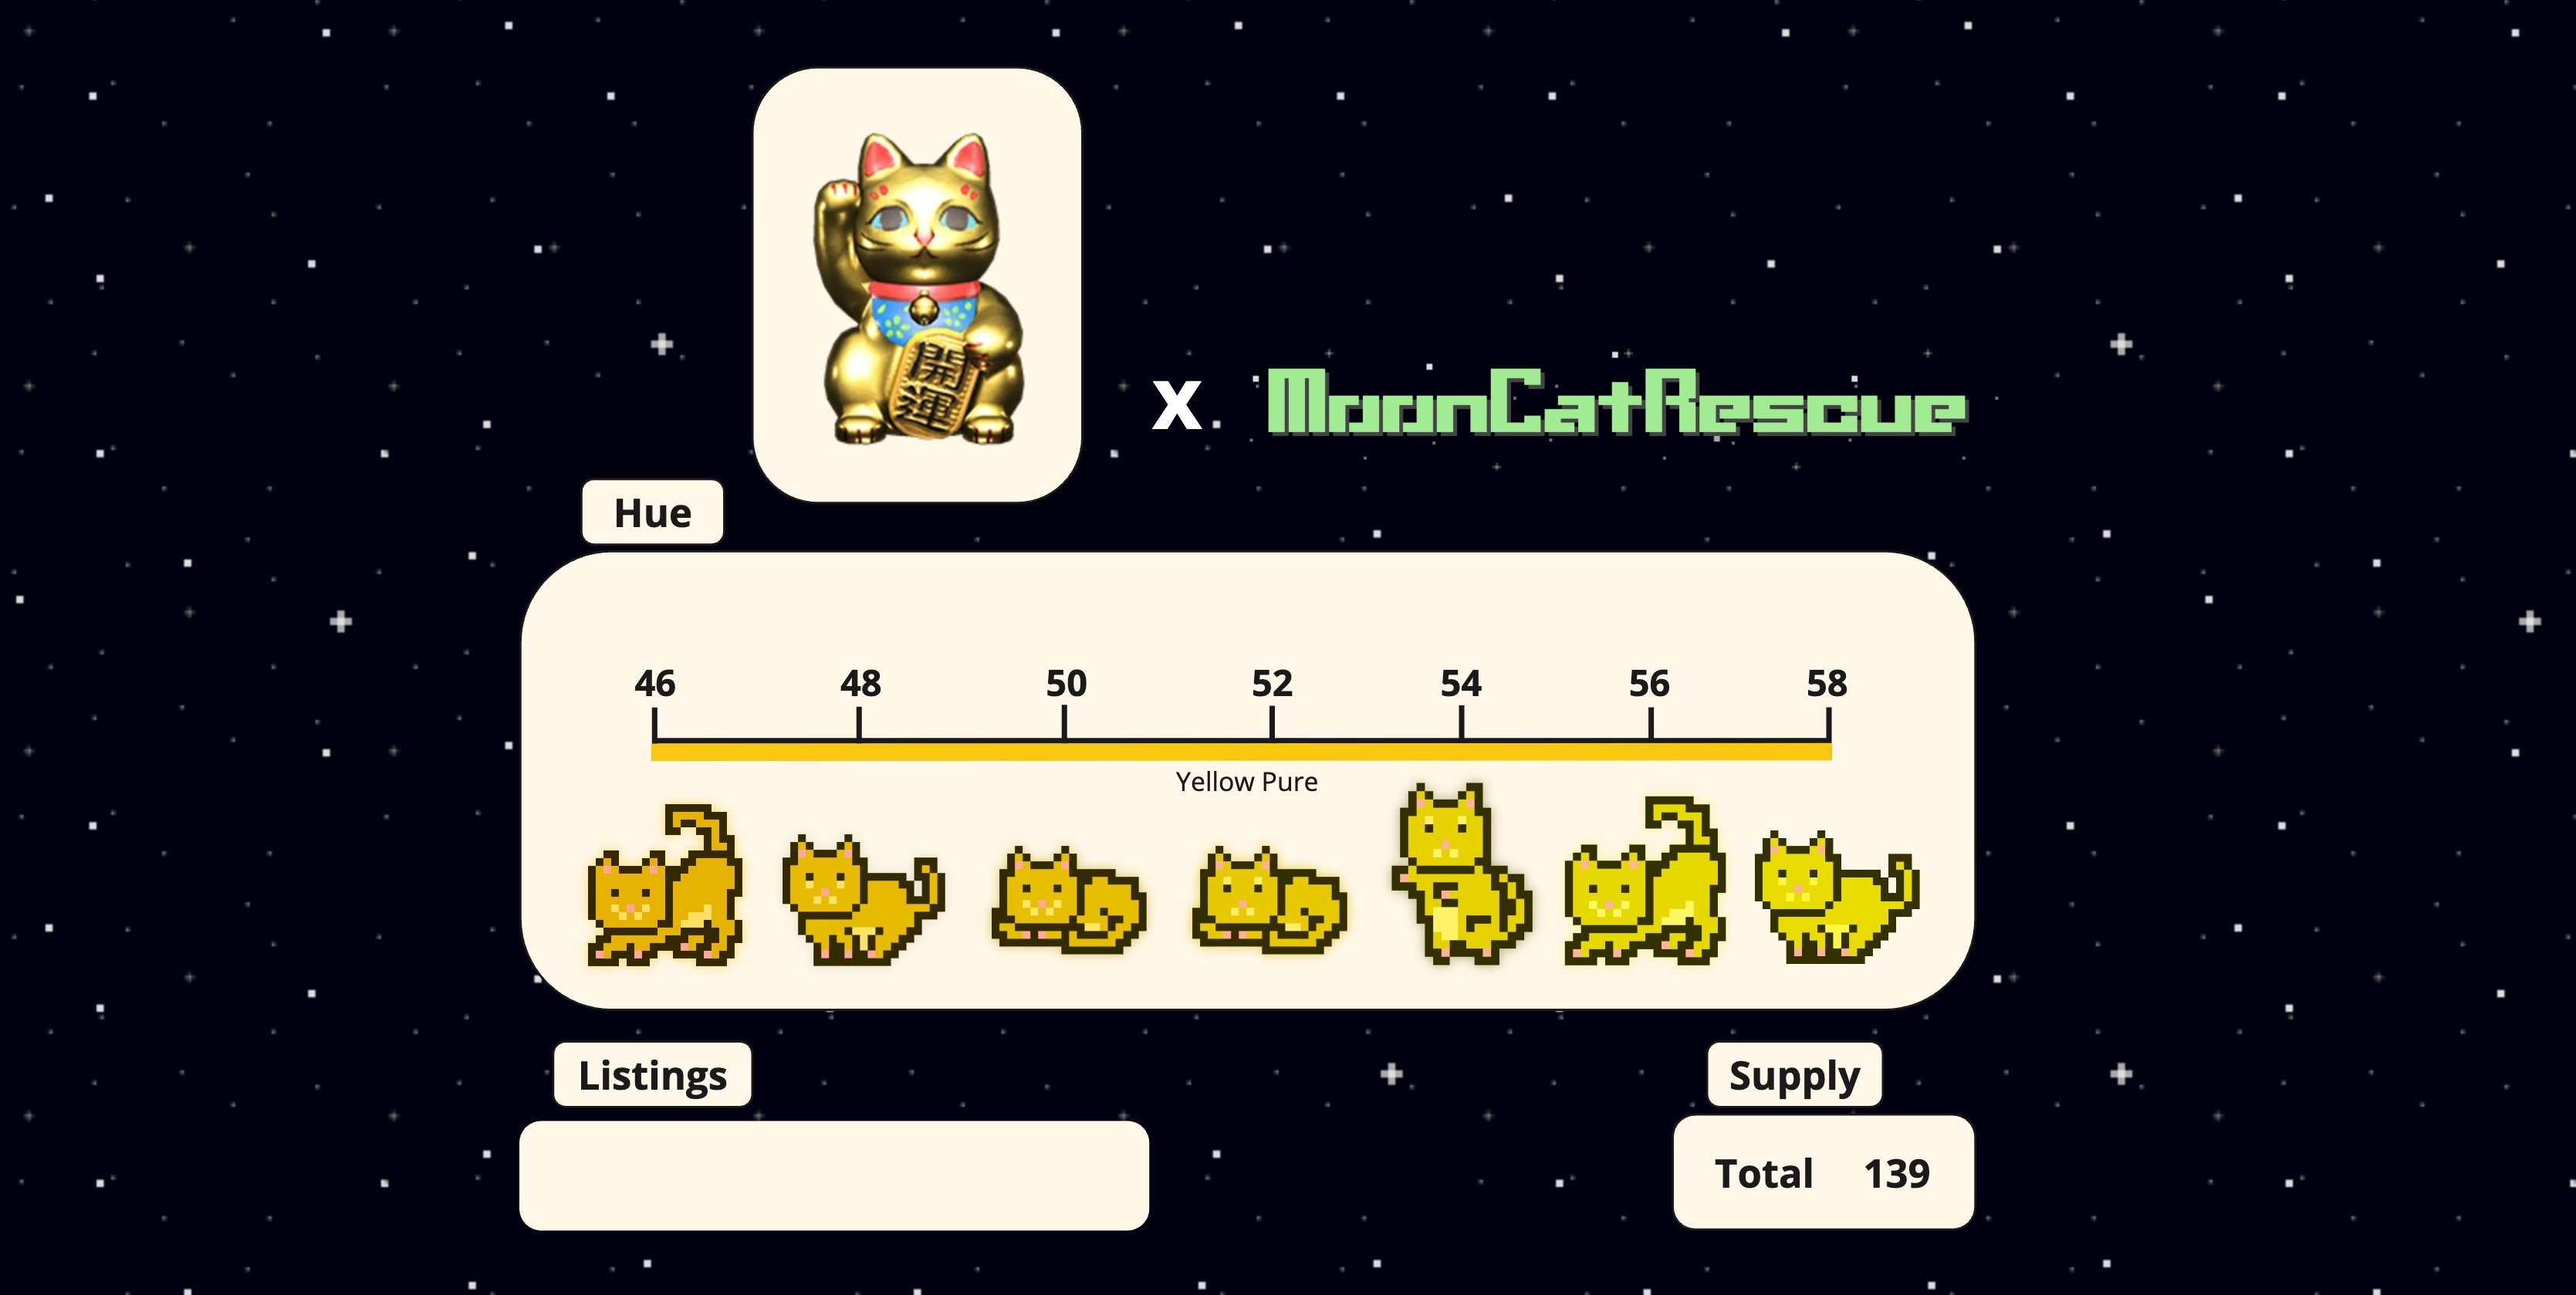 開
運
x MoonCatRescue
Hue
46 48 50 52 54 56 58
Yellow Pure
Listings
Supply
Total 139